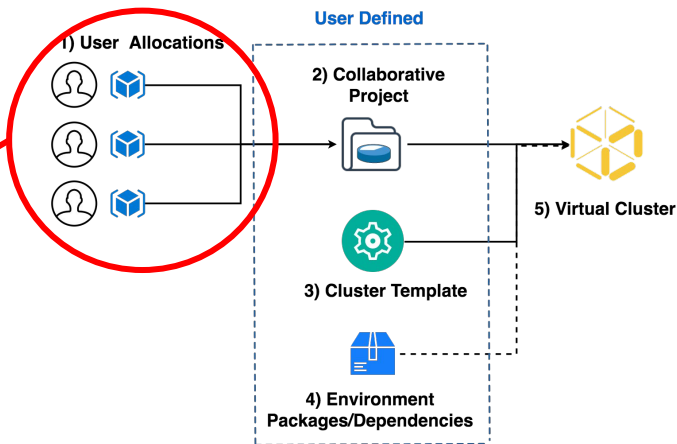 User Defined
1) User Allocations
2) Collaborative
Project
5) Virtual Cluster
3) Cluster Template
4) Environment
Packages/Dependencies